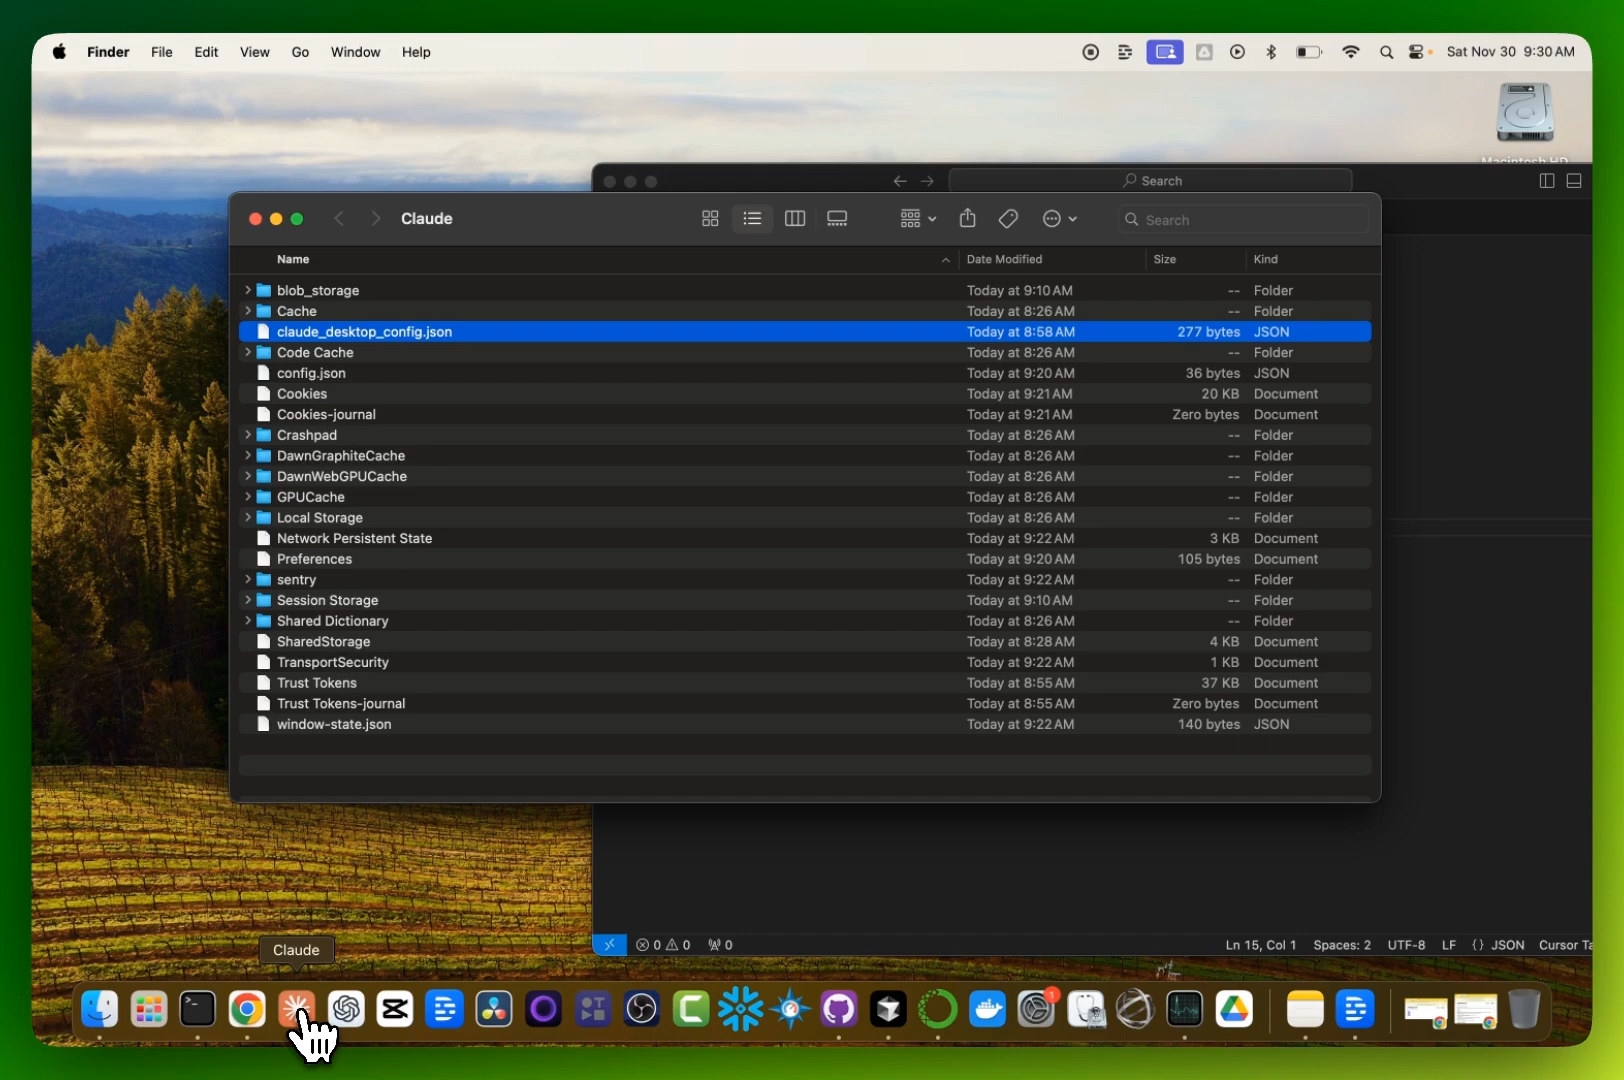 Finder File Edit View Go Window Help Sat Nov 30 9:30 AM
Macintosh HD
Search
Claude Search
Name Date Modified Size Kind
blob_storage Today at 9:10 AM -- Folder
Cache Today at 8:26 AM -- Folder
claude_desktop_config.json Today at 8:58 AM 277 bytes JSON
Code Cache Today at 8:26 AM -- Folder
config.json Today at 9:20 AM 36 bytes JSON
Cookies Today at 9:21 AM 20 KB Document
Cookies-journal Today at 9:21 AM Zero bytes Document
Crashpad Today at 8:26 AM -- Folder
DawnGraphiteCache Today at 8:26 AM -- Folder
DawnWebGPUCache Today at 8:26 AM -- Folder
GPUCache Today at 8:26 AM -- Folder
Local Storage Today at 8:26 AM -- Folder
Network Persistent State Today at 9:22 AM 3 KB Document
Preferences Today at 9:20 AM 105 bytes Document
sentry Today at 9:22 AM -- Folder
Session Storage Today at 9:10 AM -- Folder
Shared Dictionary Today at 8:26 AM -- Folder
SharedStorage Today at 8:28 AM 4 KB Document
TransportSecurity Today at 9:22 AM 1 KB Document
Trust Tokens Today at 8:55 AM 37 KB Document
Trust Tokens-journal Today at 8:55 AM Zero bytes Document
window-state.json Today at 9:22 AM 140 bytes JSON
0 0 0 Ln 15, Col 1 Spaces: 2 UTF-8 LF {} JSON Cursor Ta
Claude
1